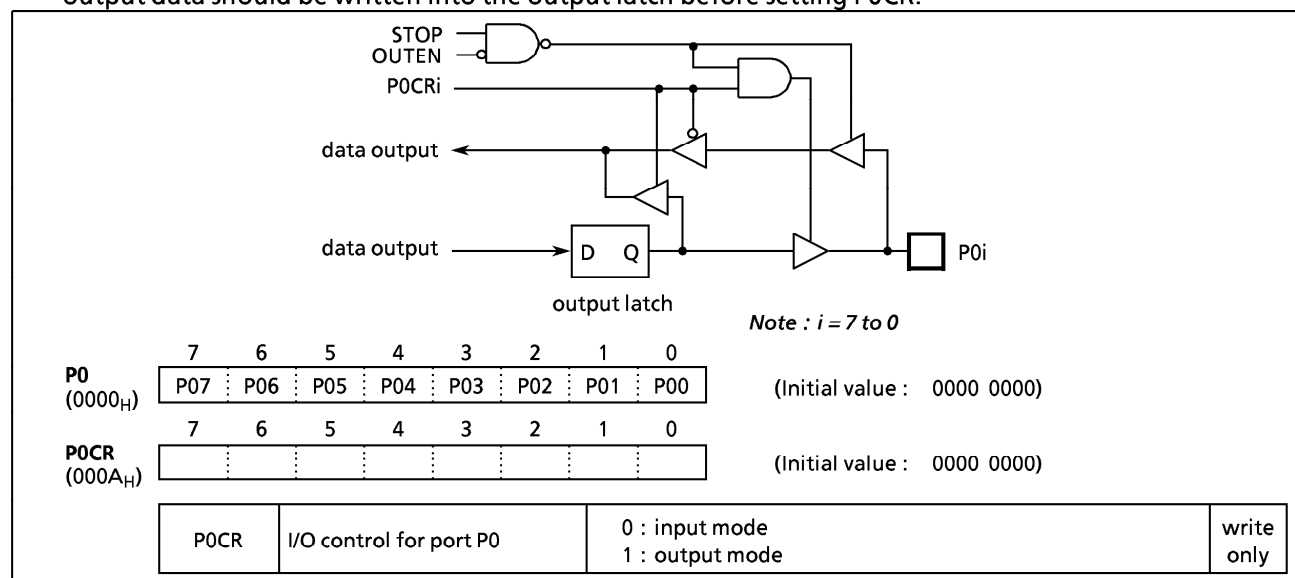 output data should be written into the output latch before setting P0CR.
STOP
OUTEN
P0CRi
data output
data output
D Q
P0i
output latch
Note : i = 7 to 0
7 6 5 4 3 2 1 0
P0
(0000H)
P07 P06 P05 P04 P03 P02 P01 P00
(Initial value : 0000 0000)
7 6 5 4 3 2 1 0
P0CR
(000AH)
(Initial value : 0000 0000)
P0CR
I/O control for port P0
0 : input mode
1 : output mode
write
only